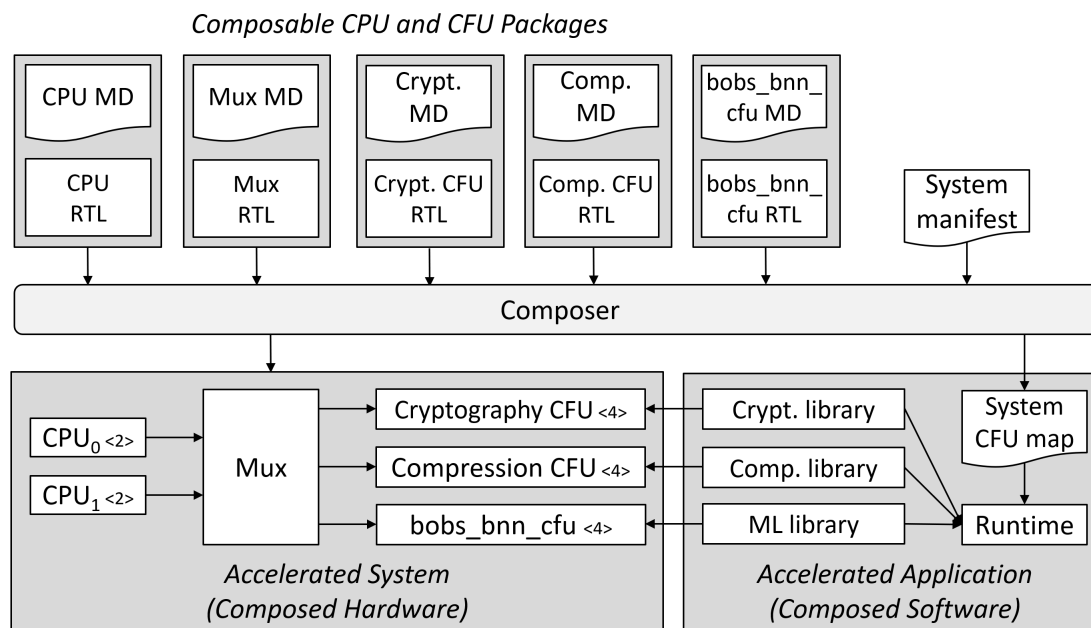 Composable CPU and CFU Packages
CPU MD
Mux MD
Crypt.
MD
Comp.
MD
bobs_bnn_
cfu MD
CPU
RTL
Mux
RTL
Crypt. CFU
RTL
Comp. CFU
RTL
bobs_bnn_
cfu RTL
System
manifest
Composer
CPU0 <2>
CPU1 <2>
Mux
Cryptography CFU <4>
Compression CFU <4>
bobs_bnn_cfu <4>
Accelerated System
(Composed Hardware)
Crypt. library
Comp. library
ML library
System
CFU map
Runtime
Accelerated Application
(Composed Software)